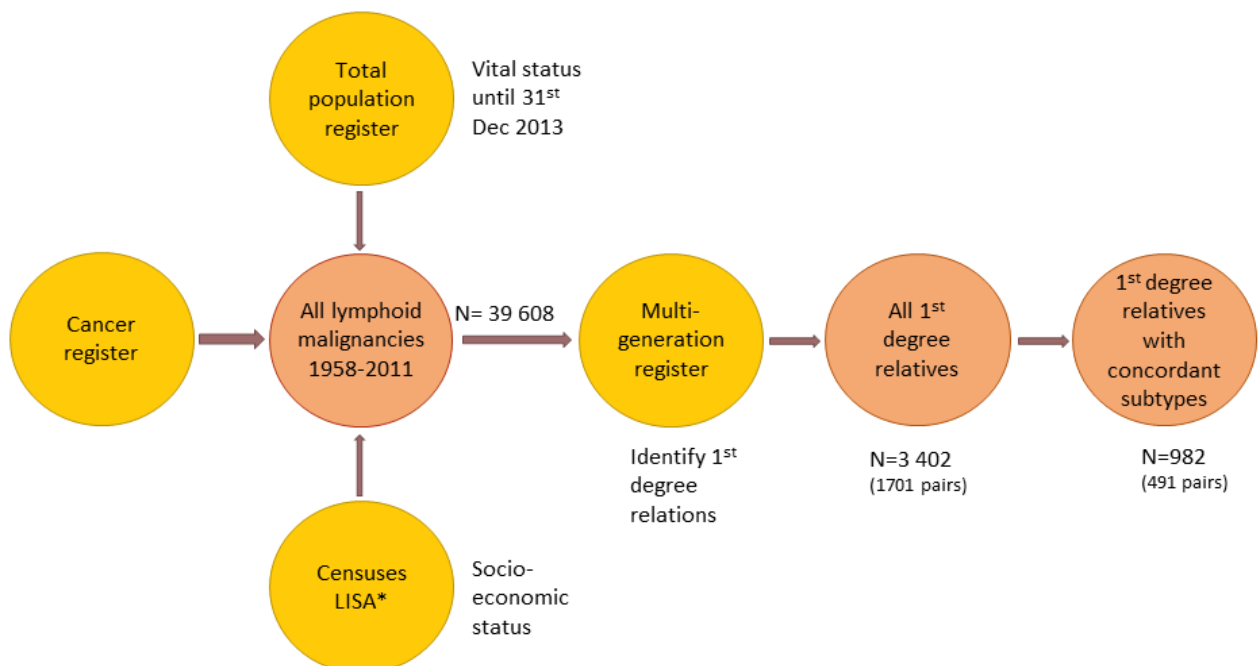 Total
population
register
Vital status
until 31st
Dec 2013
Cancer
register
All lymphoid
malignancies
1958-2011
N= 39 608
Multi-
generation
register
Identify 1st
degree
relations
All 1st
degree
relatives
N=3 402
(1701 pairs)
1st degree
relatives
with
concordant
subtypes
N=982
(491 pairs)
Censuses
LISA*
Socio-
economic
status